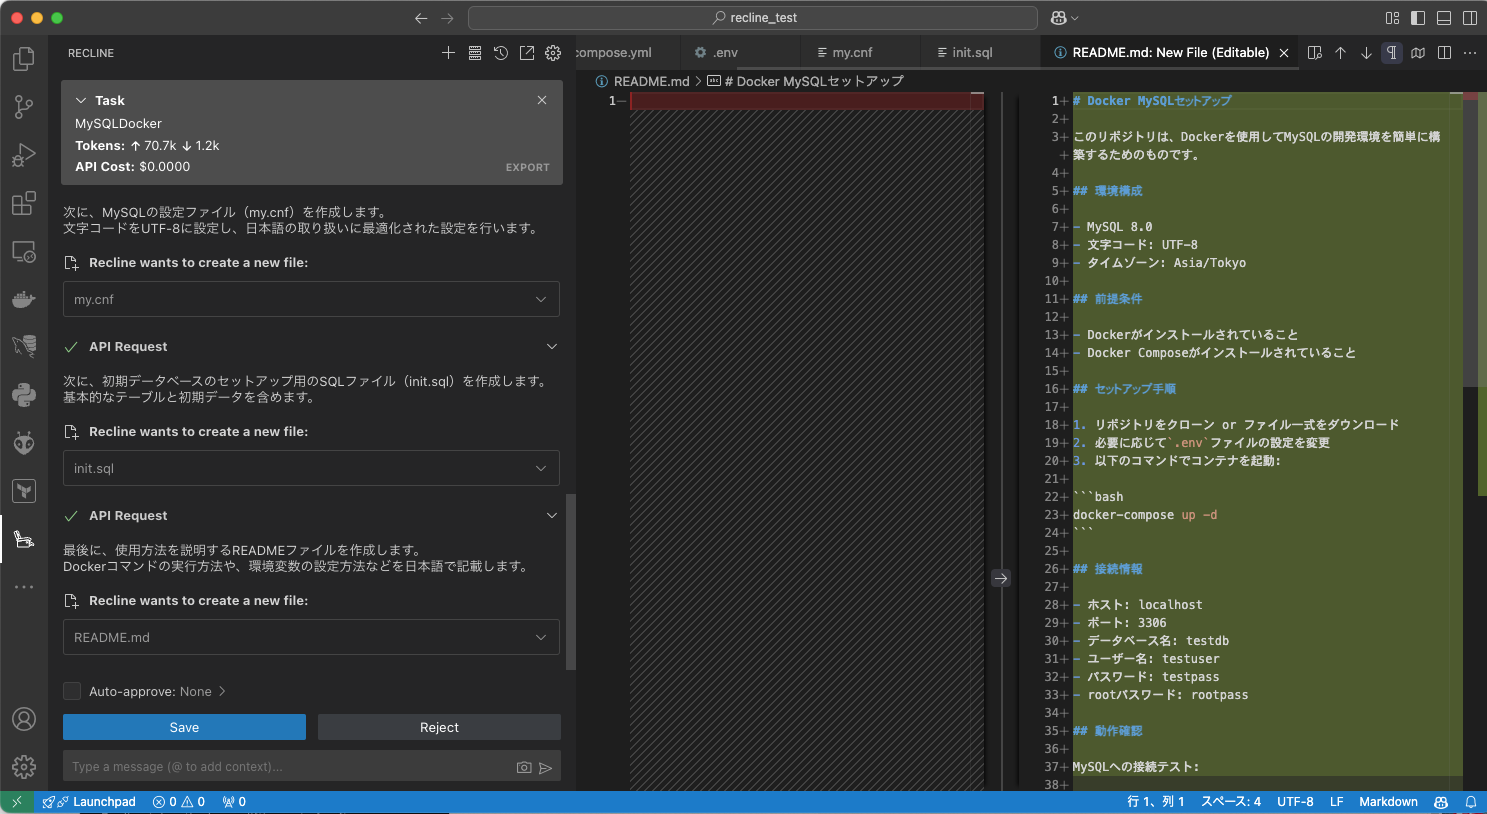 recline_test
RECLINE
compose.yml
.env
my.cnf
init.sql
README.md: New File (Editable)
README.md > # Docker MySQLセットアップ
Task
MySQLDocker
Tokens: ↑ 70.7k ↓ 1.2k
API Cost: $0.0000
EXPORT
次に、MySQLの設定ファイル（my.cnf）を作成します。
文字コードをUTF-8に設定し、日本語の取り扱いに最適化された設定を行います。
Recline wants to create a new file:
my.cnf
API Request
次に、初期データベースのセットアップ用のSQLファイル（init.sql）を作成します。
基本的なテーブルと初期データを含めます。
Recline wants to create a new file:
init.sql
API Request
最後に、使用方法を説明するREADMEファイルを作成します。
Dockerコマンドの実行方法や、環境変数の設定方法などを日本語で記載します。
Recline wants to create a new file:
README.md
Auto-approve: None >
Save
Reject
Type a message (@ to add context)...
1−
1+ # Docker MySQLセットアップ
2+
3+ このリポジトリは、Dockerを使用してMySQLの開発環境を簡単に構
+ 築するためのものです。
4+
5+ ## 環境構成
6+
7+ - MySQL 8.0
8+ - 文字コード: UTF-8
9+ - タイムゾーン: Asia/Tokyo
10+
11+ ## 前提条件
12+
13+ - Dockerがインストールされていること
14+ - Docker Composeがインストールされていること
15+
16+ ## セットアップ手順
17+
18+ 1. リポジトリをクローン or ファイル一式をダウンロード
19+ 2. 必要に応じて`.env`ファイルの設定を変更
20+ 3. 以下のコマンドでコンテナを起動:
21+
22+ ```bash
23+ docker-compose up -d
24+ ```
25+
26+ ## 接続情報
27+
28+ - ホスト: localhost
29+ - ポート: 3306
30+ - データベース名: testdb
31+ - ユーザー名: testuser
32+ - パスワード: testpass
33+ - rootパスワード: rootpass
34+
35+ ## 動作確認
36+
37+ MySQLへの接続テスト:
38+
Launchpad
0
0
0
行 1、列 1
スペース: 4
UTF-8
LF
Markdown